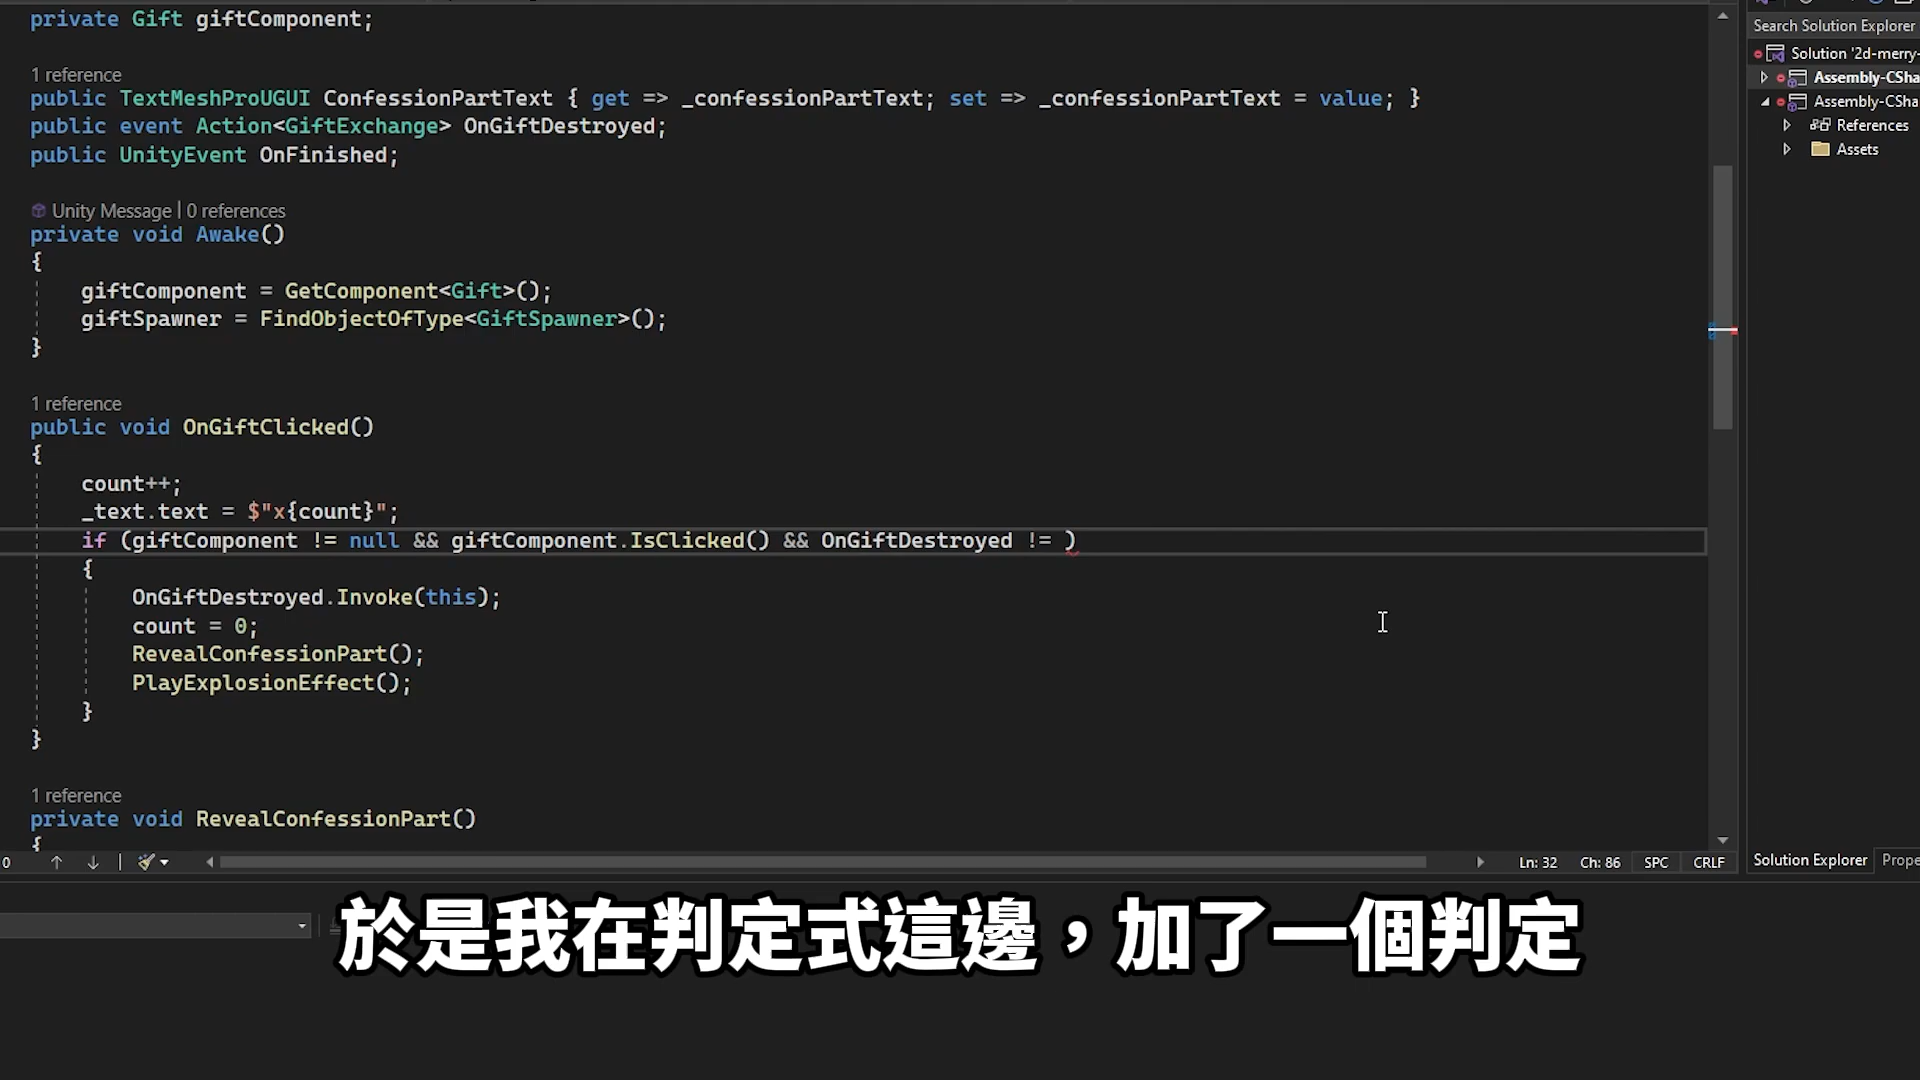 private Gift giftComponent;
1 reference
public TextMeshProUGUI ConfessionPartText { get => _confessionPartText; set => _confessionPartText = value; }
public event Action<GiftExchange> OnGiftDestroyed;
public UnityEvent OnFinished;
Unity Message | 0 references
private void Awake()
{
giftComponent = GetComponent<Gift>();
giftSpawner = FindObjectOfType<GiftSpawner>();
}
1 reference
public void OnGiftClicked()
{
count++;
_text.text = $"x{count}";
if (giftComponent != null && giftComponent.IsClicked() && OnGiftDestroyed != )
{
OnGiftDestroyed.Invoke(this);
count = 0;
RevealConfessionPart();
PlayExplosionEffect();
}
}
1 reference
private void RevealConfessionPart()
{
0
Ln: 32 Ch: 86 SPC CRLF
Search Solution Explorer
Solution '2d-merry-
Assembly-CSha
Assembly-CSha
References
Assets
Solution Explorer Prope
於是我在判定式這邊，加了一個判定